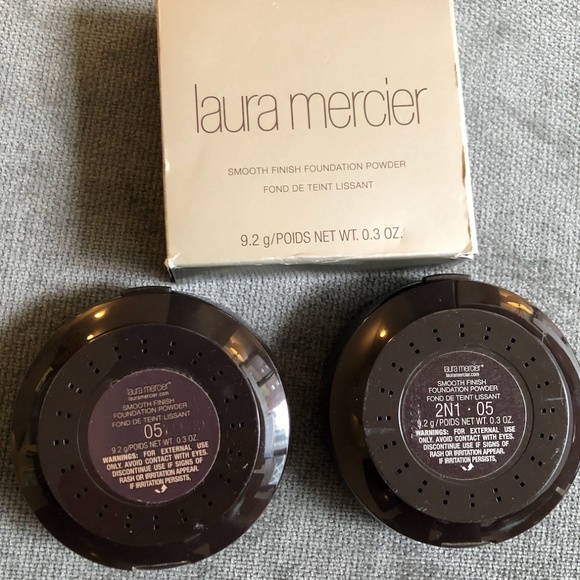 laura mercier
SMOOTH FINISH FOUNDATION POWDER
FOND DE TEINT LISSANT
9.2 g/POIDS NET WT. 0.3 OZ.
laura mercier®
lauramercier.com
SMOOTH FINISH
FOUNDATION POWDER
FOND DE TEINT LISSANT
05 ·
9.2 g/POIDS NET WT. 0.3 OZ.
WARNINGS: FOR EXTERNAL USE
ONLY. AVOID CONTACT WITH EYES.
DISCONTINUE USE IF SIGNS OF
RASH OR IRRITATION APPEAR.
IF IRRITATION PERSISTS,
laura mercier®
lauramercier.com
SMOOTH FINISH
FOUNDATION POWDER
FOND DE TEINT LISSANT
2N1 · 05
9.2 g/POIDS NET WT. 0.3 OZ.
WARNINGS: FOR EXTERNAL USE
ONLY. AVOID CONTACT WITH EYES.
DISCONTINUE USE IF SIGNS OF
RASH OR IRRITATION APPEAR.
IF IRRITATION PERSISTS,